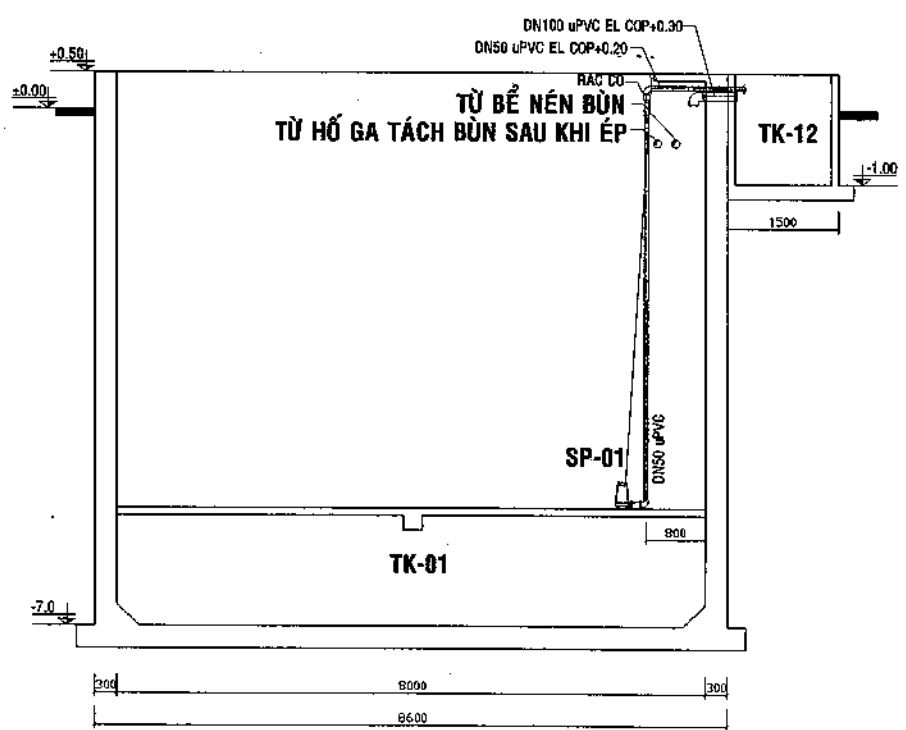 DN100 uPVC EL COP+0.30
DN50 uPVC EL COP+0.20
+0.50
±0.00
RAC CO
TỪ BỂ NÉN BÙN
TỪ HỐ GA TÁCH BÙN SAU KHI ÉP
TK-12
-1.00
1500
SP-01
DN50 uPVC
800
TK-01
-7.0
300
8000
300
8600